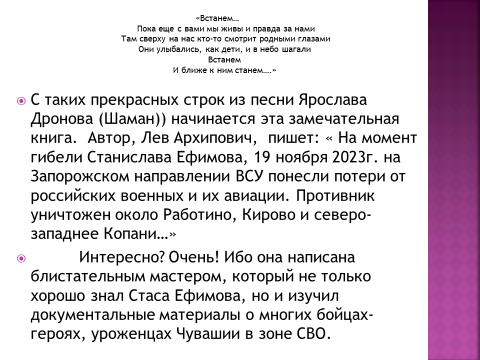 «Встанем…
Пока еще с вами мы живы и правда за нами
Там сверху на нас кто-то смотрит родными глазами
Они улыбались, как дети, и в небо шагали
Встанем
И ближе к ним станем….»
С таких прекрасных строк из песни Ярослава
Дронова (Шаман)) начинается эта замечательная
книга. Автор, Лев Архипович, пишет: « На момент
гибели Станислава Ефимова, 19 ноября 2023г. на
Запорожском направлении ВСУ понесли потери от
российских военных и их авиации. Противник
уничтожен около Работино, Кирово и северо-
западнее Копани…»
Интересно? Очень! Ибо она написана
блистательным мастером, который не только
хорошо знал Стаса Ефимова, но и изучил
документальные материалы о многих бойцах-
героях, уроженцах Чувашии в зоне СВО.